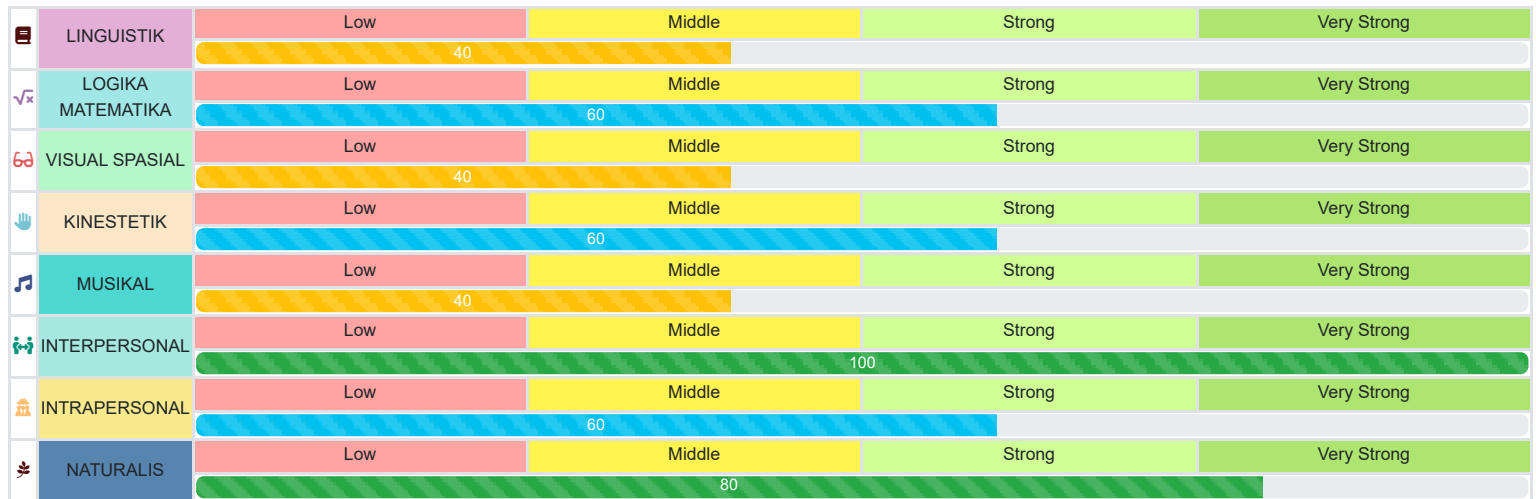 LINGUISTIK
Low Middle Strong Very Strong
40
LOGIKA
MATEMATIKA
Low Middle Strong Very Strong
60
VISUAL SPASIAL
Low Middle Strong Very Strong
40
KINESTETIK
Low Middle Strong Very Strong
60
MUSIKAL
Low Middle Strong Very Strong
40
INTERPERSONAL
Low Middle Strong Very Strong
100
INTRAPERSONAL
Low Middle Strong Very Strong
60
NATURALIS
Low Middle Strong Very Strong
80